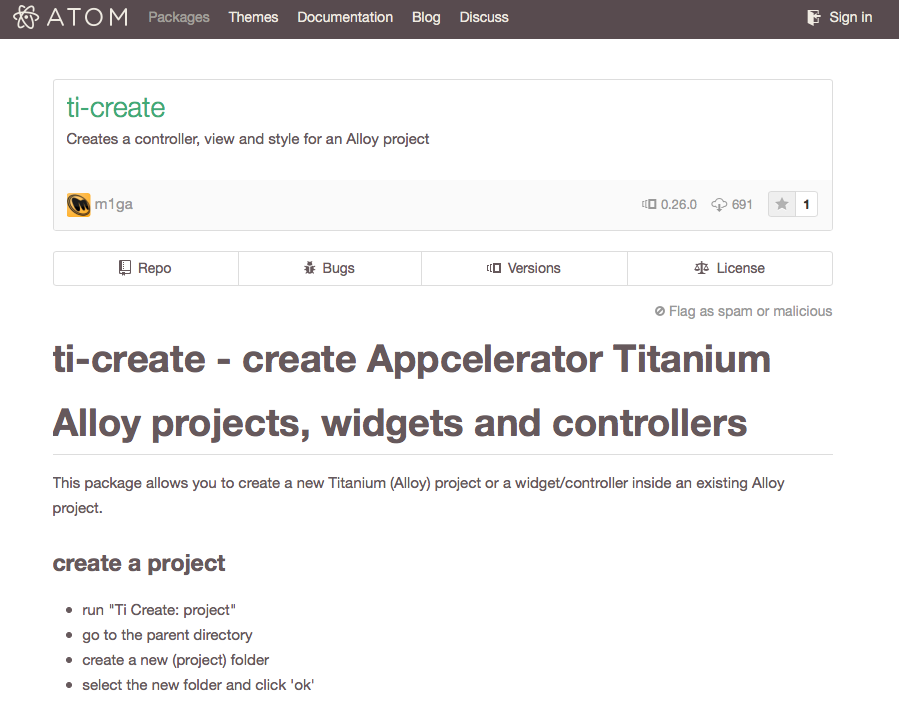 ATOM Packages Themes Documentation Blog Discuss Sign in
ti-create
Creates a controller, view and style for an Alloy project
m1ga 0.26.0 691 1
Repo Bugs Versions License
Flag as spam or malicious
ti-create - create Appcelerator Titanium
Alloy projects, widgets and controllers
This package allows you to create a new Titanium (Alloy) project or a widget/controller inside an existing Alloy
project.
create a project
• run "Ti Create: project"
• go to the parent directory
• create a new (project) folder
• select the new folder and click 'ok'